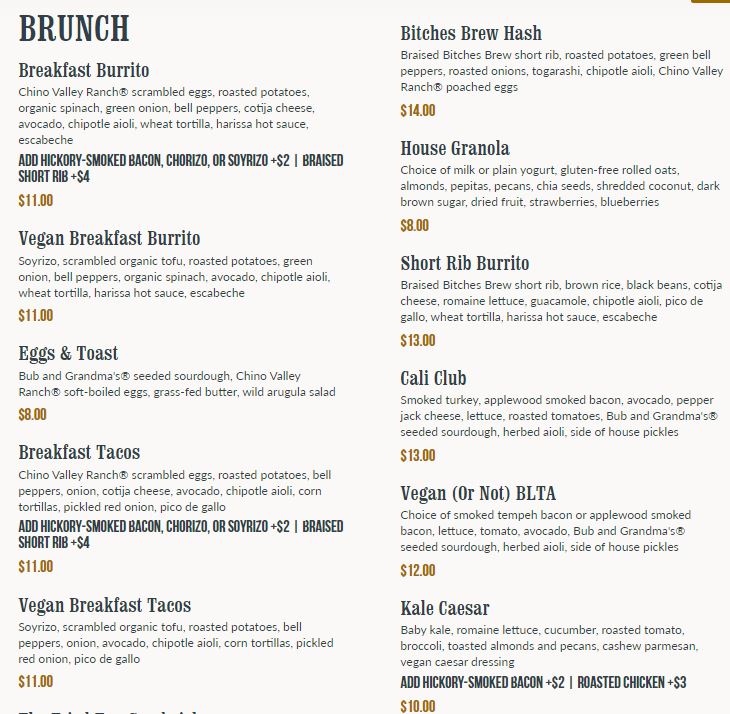 BRUNCH
Breakfast Burrito
Chino Valley Ranch® scrambled eggs, roasted potatoes,
organic spinach, green onion, bell peppers, cotija cheese,
avocado, chipotle aioli, wheat tortilla, harissa hot sauce,
escabeche
ADD HICKORY-SMOKED BACON, CHORIZO, OR SOYRIZO +$2 | BRAISED
SHORT RIB +$4
$11.00
Vegan Breakfast Burrito
Soyrizo, scrambled organic tofu, roasted potatoes, green
onion, bell peppers, organic spinach, avocado, chipotle aioli,
wheat tortilla, harissa hot sauce, escabeche
$11.00
Eggs & Toast
Bub and Grandma's® seeded sourdough, Chino Valley
Ranch® soft-boiled eggs, grass-fed butter, wild arugula salad
$8.00
Breakfast Tacos
Chino Valley Ranch® scrambled eggs, roasted potatoes, bell
peppers, onion, cotija cheese, avocado, chipotle aioli, corn
tortillas, pickled red onion, pico de gallo
ADD HICKORY-SMOKED BACON, CHORIZO, OR SOYRIZO +$2 | BRAISED
SHORT RIB +$4
$11.00
Vegan Breakfast Tacos
Soyrizo, scrambled organic tofu, roasted potatoes, bell
peppers, onion, avocado, chipotle aioli, corn tortillas, pickled
red onion, pico de gallo
$11.00
Bitches Brew Hash
Braised Bitches Brew short rib, roasted potatoes, green bell
peppers, roasted onions, togarashi, chipotle aioli, Chino Valley
Ranch® poached eggs
$14.00
House Granola
Choice of milk or plain yogurt, gluten-free rolled oats,
almonds, pepitas, pecans, chia seeds, shredded coconut, dark
brown sugar, dried fruit, strawberries, blueberries
$8.00
Short Rib Burrito
Braised Bitches Brew short rib, brown rice, black beans, cotija
cheese, romaine lettuce, guacamole, chipotle aioli, pico de
gallo, wheat tortilla, harissa hot sauce, escabeche
$13.00
Cali Club
Smoked turkey, applewood smoked bacon, avocado, pepper
jack cheese, lettuce, roasted tomatoes, Bub and Grandma's®
seeded sourdough, herbed aioli, side of house pickles
$13.00
Vegan (Or Not) BLTA
Choice of smoked tempeh bacon or applewood smoked
bacon, lettuce, tomato, avocado, Bub and Grandma's®
seeded sourdough, herbed aioli, side of house pickles
$12.00
Kale Caesar
Baby kale, romaine lettuce, cucumber, roasted tomato,
broccoli, toasted almonds and pecans, cashew parmesan,
vegan caesar dressing
ADD HICKORY-SMOKED BACON +$2 | ROASTED CHICKEN +$3
$10.00